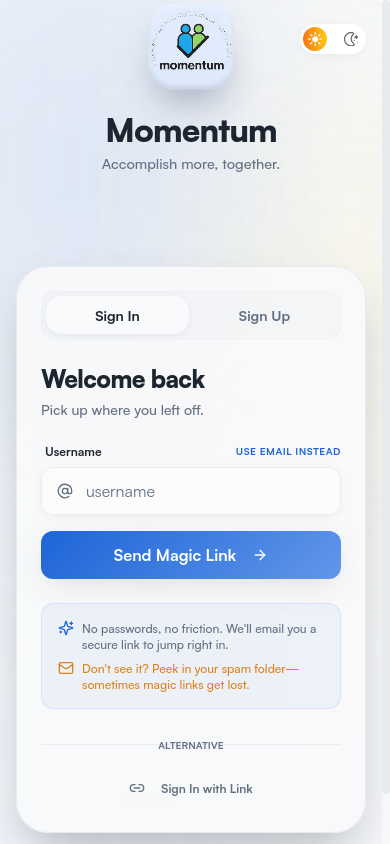 momentum
Momentum
Accomplish more, together.
Sign In
Sign Up
Welcome back
Pick up where you left off.
Username
USE EMAIL INSTEAD
username
Send Magic Link
No passwords, no friction. We'll email you a
secure link to jump right in.
Don't see it? Peek in your spam folder—
sometimes magic links get lost.
ALTERNATIVE
Sign In with Link